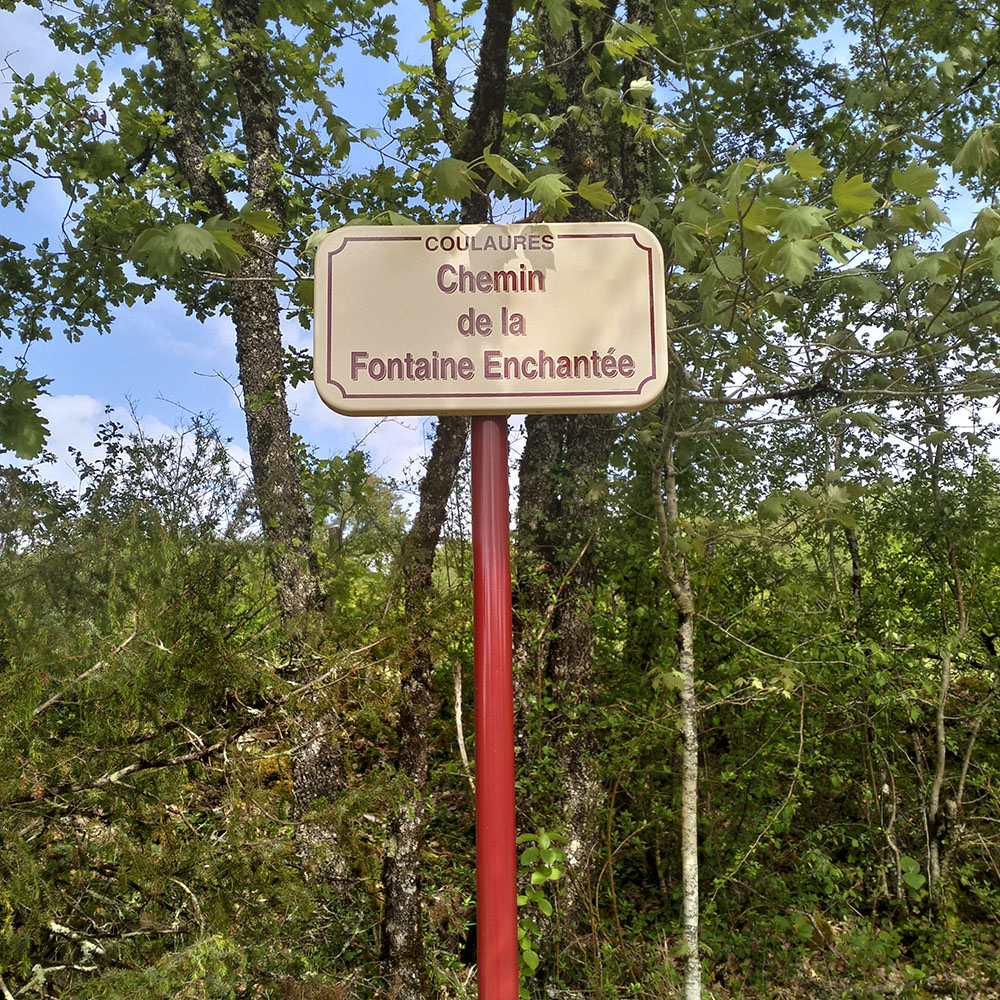 COULAURES
Chemin
de la
Fontaine Enchantée